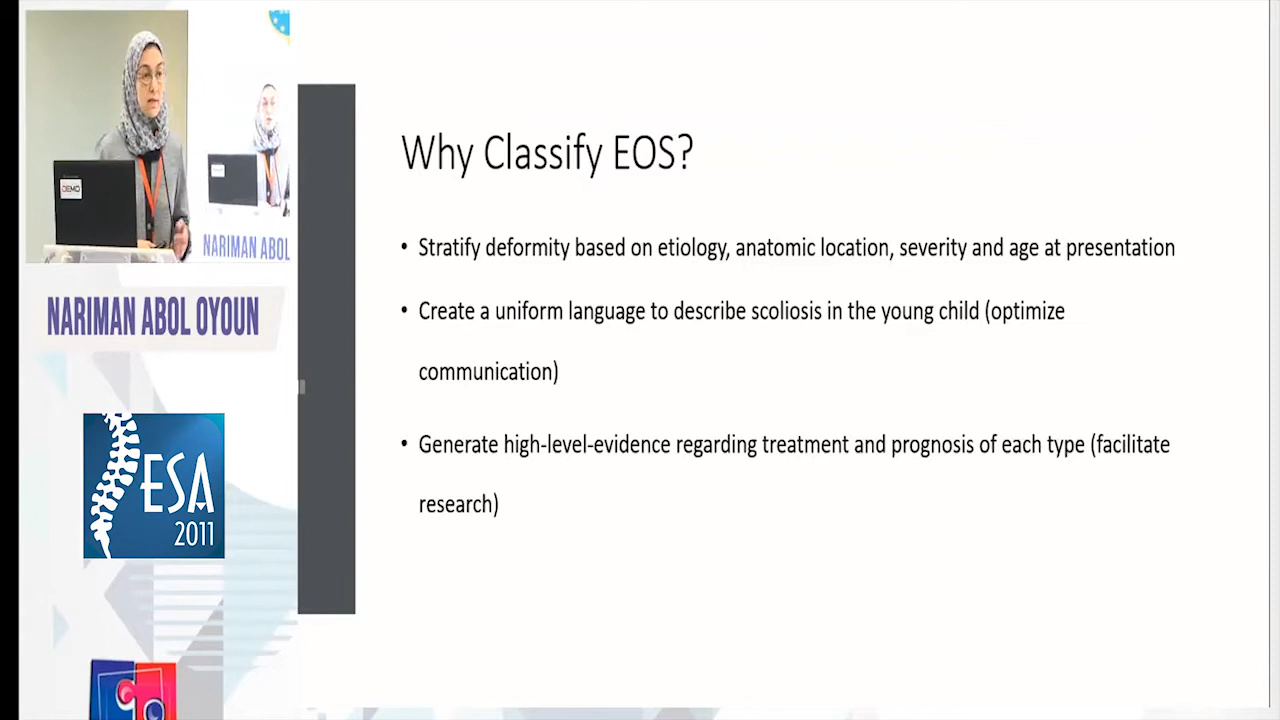 DEMO
NARIMAN ABOL
NARIMAN ABOL OYOUN
ESA
2011
Why Classify EOS?
• Stratify deformity based on etiology, anatomic location, severity and age at presentation
• Create a uniform language to describe scoliosis in the young child (optimize
communication)
• Generate high-level-evidence regarding treatment and prognosis of each type (facilitate
research)